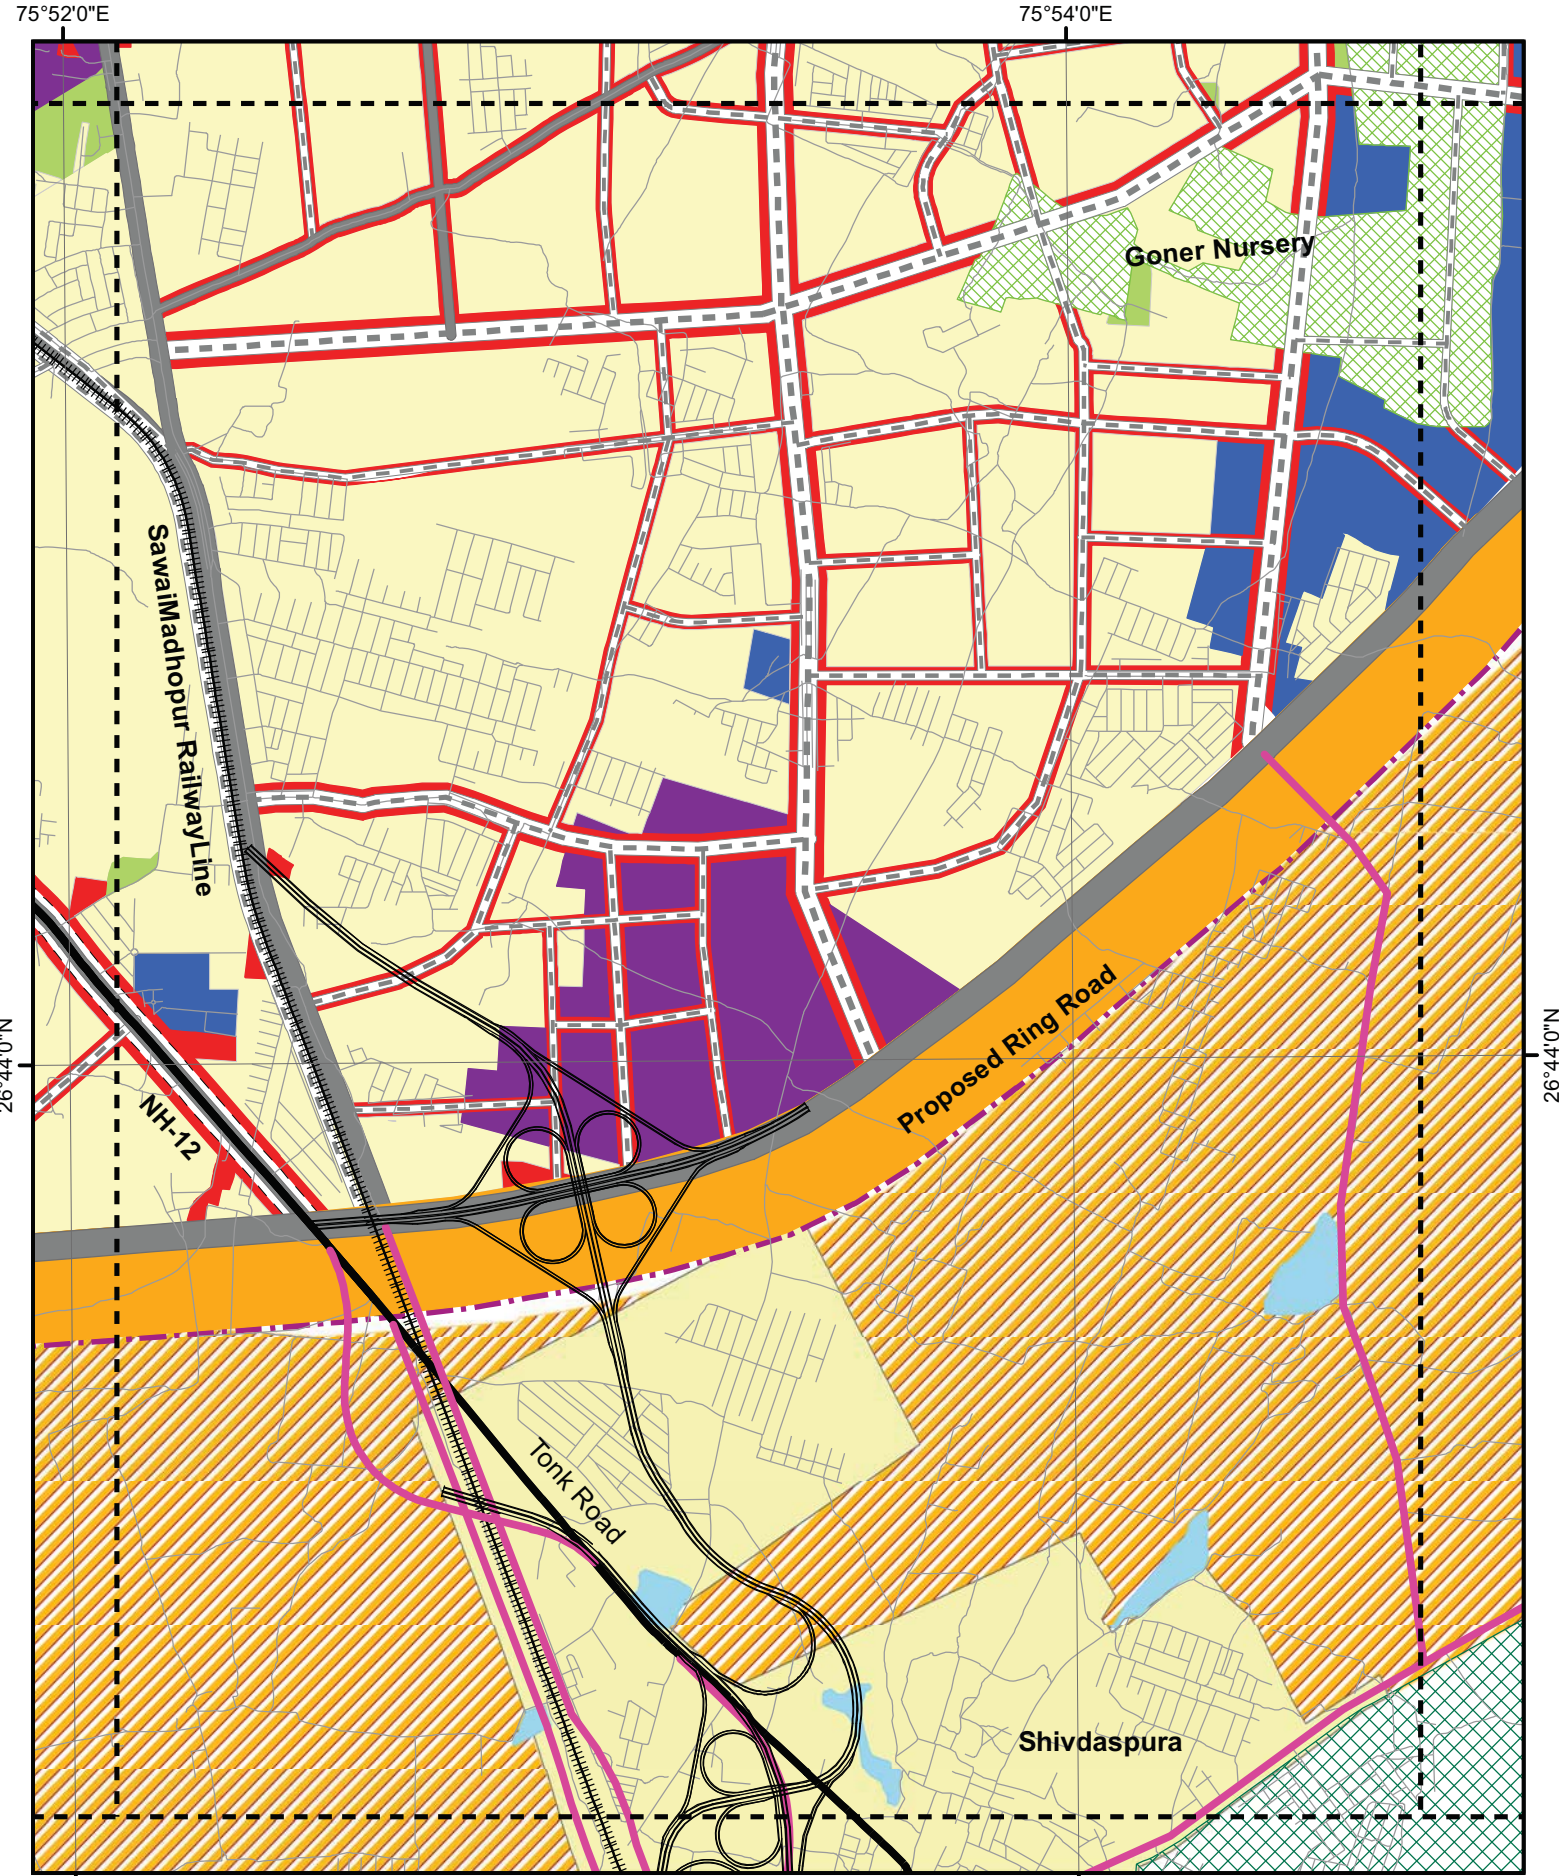 75°52'0"E
75°54'0"E
Goner Nursery
SawaiMadhopur RailwayLine
26°44'0"N
26°44'0"N
Proposed Ring Road
NH-12
Tonk Road
Shivdaspura